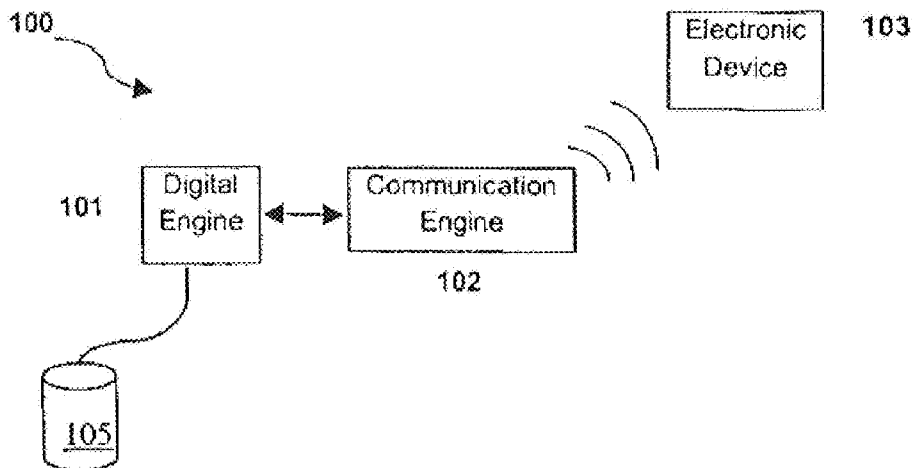 100
Electronic
Device
103
101
Digital
Engine
Communication
Engine
102
105